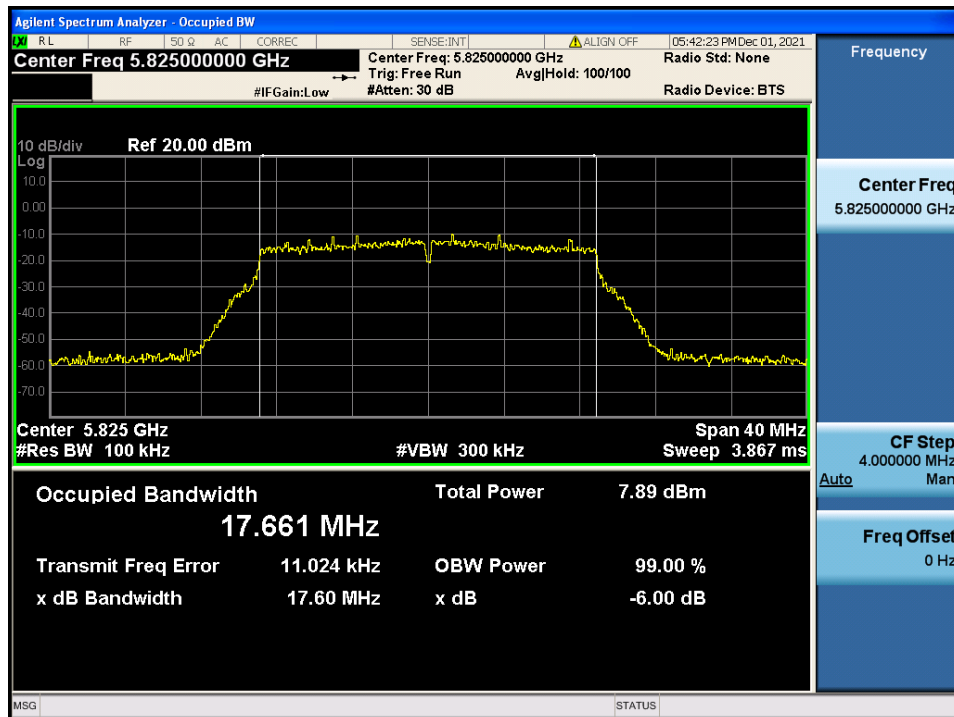 Agilent Spectrum Analyzer - Occupied BW
LXI RL RF 50 Ω AC CORREC SENSE:INT ALIGN OFF 05:42:23 PM Dec 01, 2021
Center Freq 5.825000000 GHz
Center Freq: 5.825000000 GHz
Radio Std: None
Trig: Free Run Avg|Hold: 100/100
#IFGain:Low
#Atten: 30 dB
Radio Device: BTS
10 dB/div Ref 20.00 dBm
Log
10.0
0.00
-10.0
-20.0
-30.0
-40.0
-50.0
-60.0
-70.0
Center 5.825 GHz
Span 40 MHz
#Res BW 100 kHz
#VBW 300 kHz
Sweep 3.867 ms
Occupied Bandwidth
Total Power 7.89 dBm
17.661 MHz
Transmit Freq Error 11.024 kHz
OBW Power 99.00 %
x dB Bandwidth 17.60 MHz
x dB -6.00 dB
MSG
STATUS
Frequency
Center Freq
5.825000000 GHz
CF Step
4.000000 MHz
Auto Man
Freq Offset
0 Hz